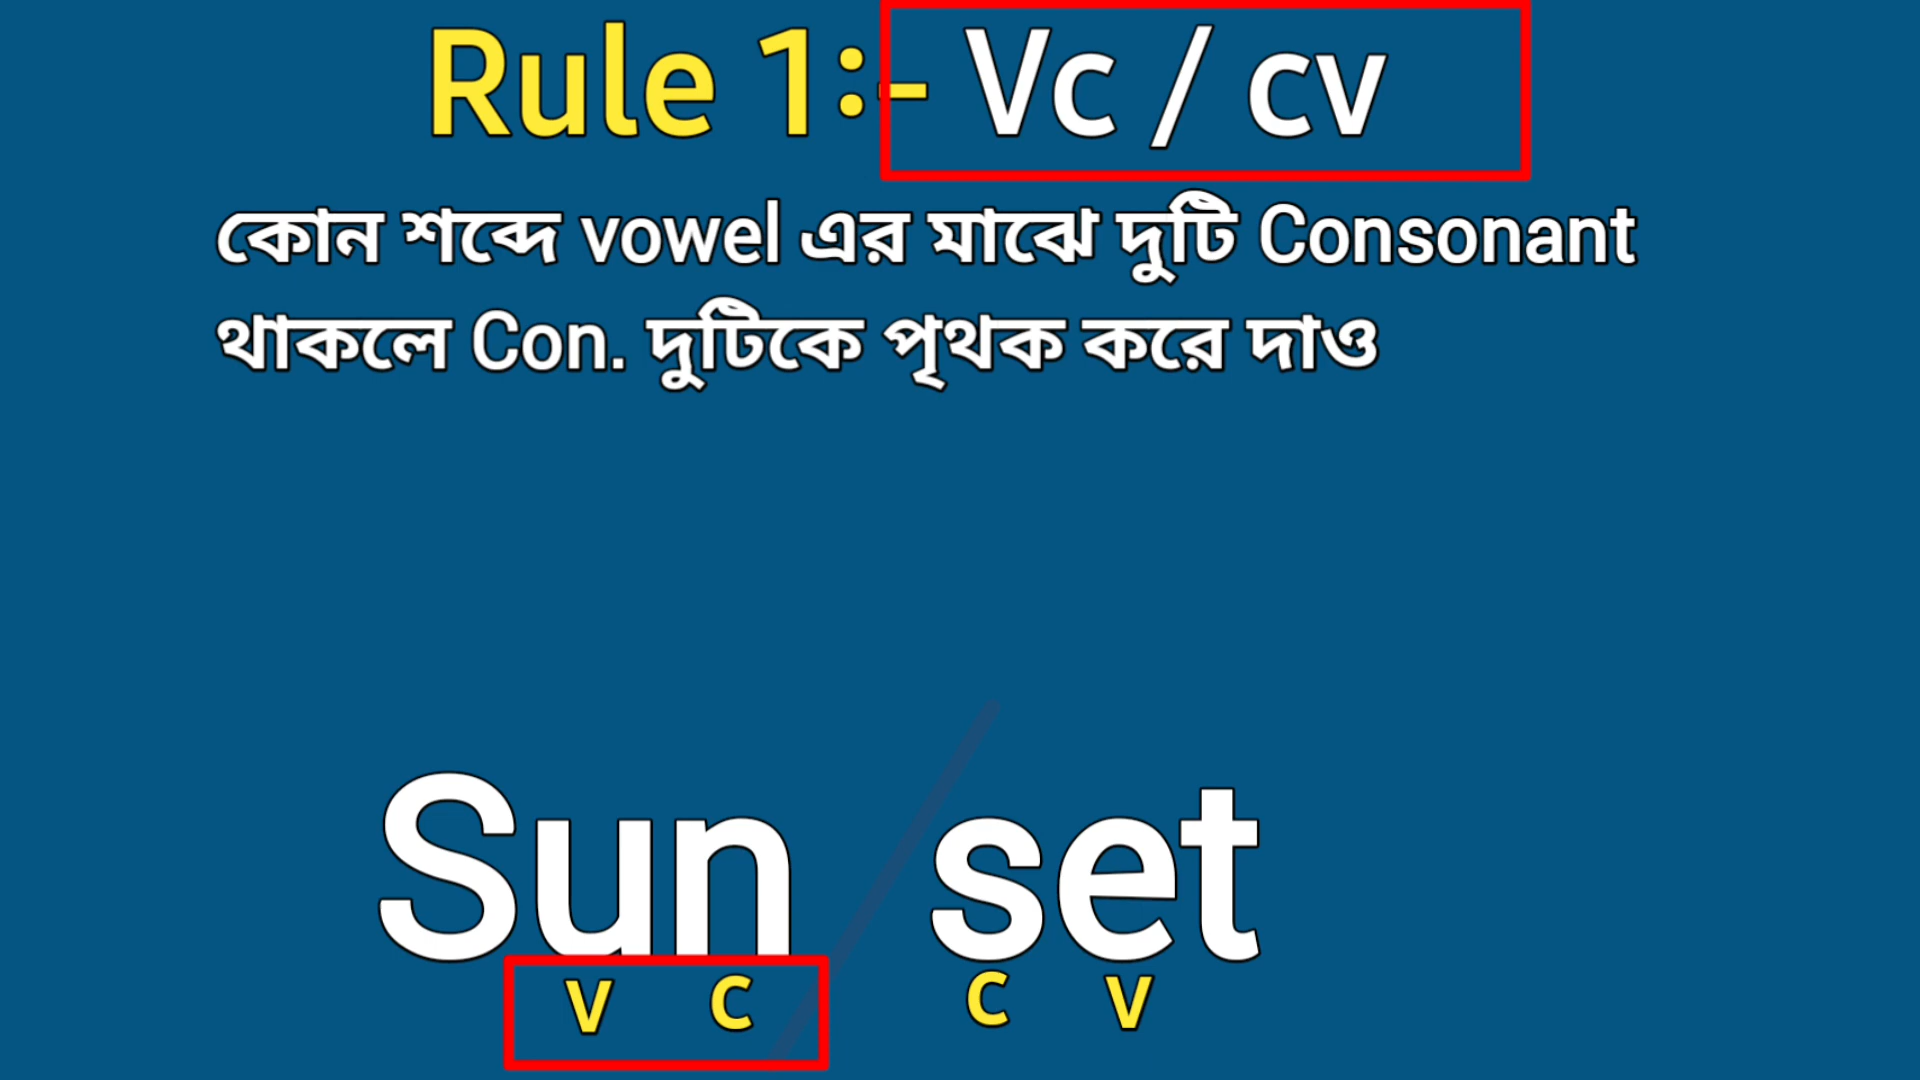 Rule 1:- Vc / cv
কোন শব্দে vowel এর মাঝে দুটি Consonant
থাকলে Con. দুটিকে পৃথক করে দাও
Sun / set
v c c v